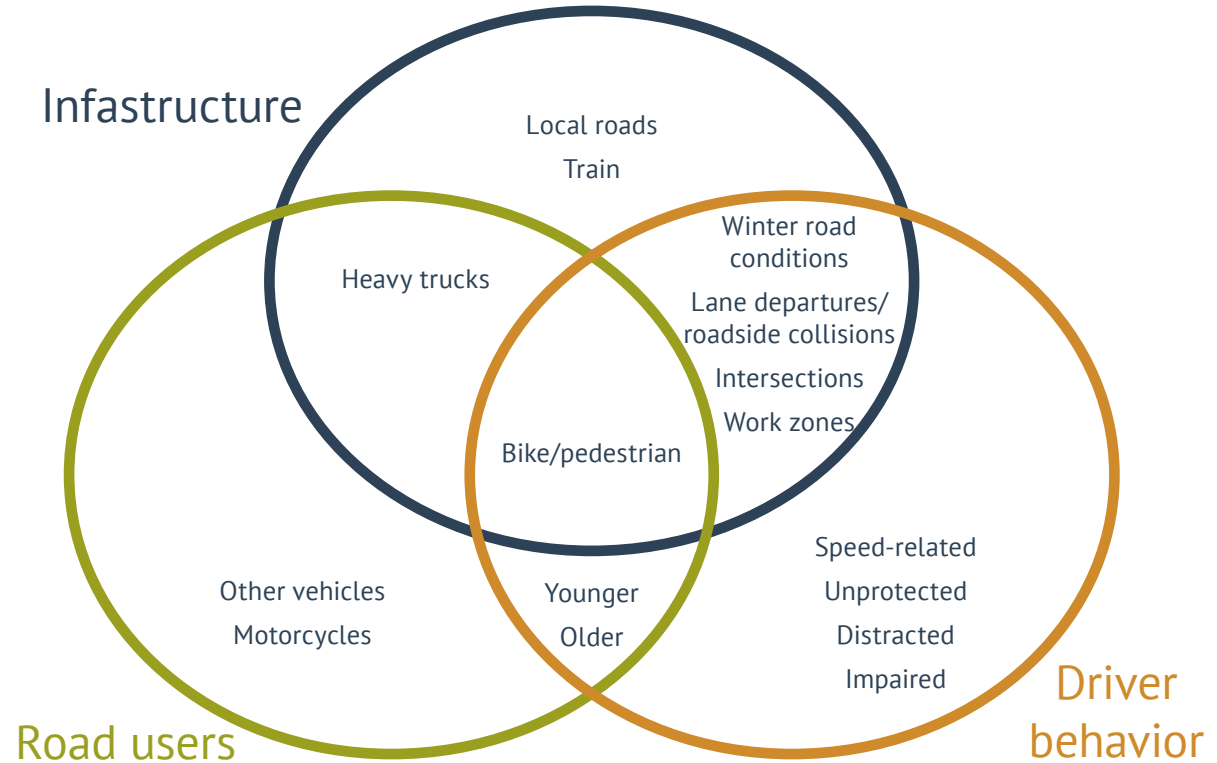 Infastructure
Local roads
Train
Winter road
conditions
Heavy trucks
Lane departures/
roadside collisions
Intersections
Work zones
Bike/pedestrian
Speed-related
Unprotected
Distracted
Impaired
Other vehicles
Motorcycles
Younger
Older
Road users
Driver
behavior